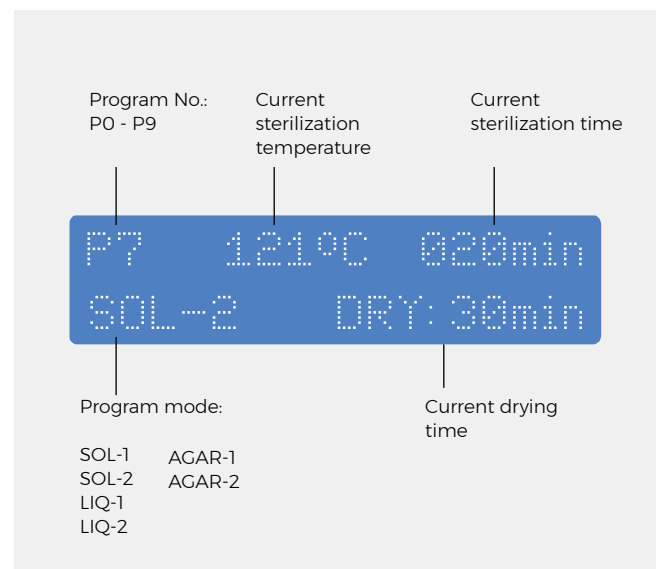 Program No.:
P0 - P9
Current
sterilization
temperature
Current
sterilization time
P7 121ºC 020min
SOL-2 DRY: 30min
Program mode:
SOL-1
SOL-2
LIQ-1
LIQ-2
AGAR-1
AGAR-2
Current drying
time